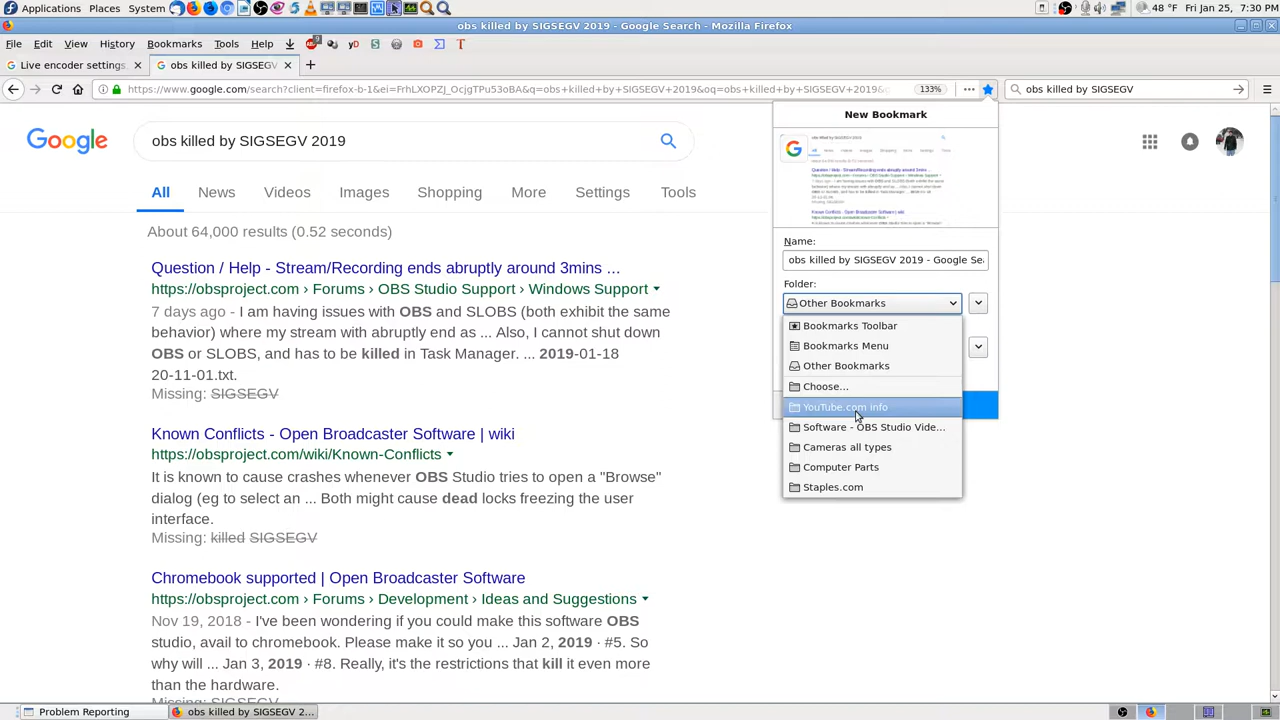 Applications Places System 48 °F Fri Jan 25, 7:30 PM
obs killed by SIGSEGV 2019 - Google Search - Mozilla Firefox
File Edit View History Bookmarks Tools Help
Live encoder settings, obs killed by SIGSEGV
https://www.google.com/search?client=firefox-b-1&ei=FrhLXOPZJ_OcjgTPu53oBA&q=obs+killed+by+SIGSEGV+2019&oq=obs+killed+by+SIGSEGV+2019& 133% obs killed by SIGSEGV
New Bookmark
Google
obs killed by SIGSEGV 2019
All News Videos Images Shopping More Settings Tools
About 64,000 results (0.52 seconds)
Name:
obs killed by SIGSEGV 2019 - Google Se
Folder:
Other Bookmarks
Bookmarks Toolbar
Bookmarks Menu
Other Bookmarks
Choose...
YouTube.com info
Software - OBS Studio Vide...
Cameras all types
Computer Parts
Staples.com
Question / Help - Stream/Recording ends abruptly around 3mins ...
https://obsproject.com › Forums › OBS Studio Support › Windows Support
7 days ago - I am having issues with OBS and SLOBS (both exhibit the same
behavior) where my stream with abruptly end as ... Also, I cannot shut down
OBS or SLOBS, and has to be killed in Task Manager. ... 2019-01-18
20-11-01.txt.
Missing: SIGSEGV
Known Conflicts - Open Broadcaster Software | wiki
https://obsproject.com/wiki/Known-Conflicts
It is known to cause crashes whenever OBS Studio tries to open a "Browse"
dialog (eg to select an ... Both might cause dead locks freezing the user
interface.
Missing: killed SIGSEGV
Chromebook supported | Open Broadcaster Software
https://obsproject.com › Forums › Development › Ideas and Suggestions
Nov 19, 2018 - I've been wondering if you could make this software OBS
studio, avail to chromebook. Please make it so you ... Jan 2, 2019 · #5. So
why will ... Jan 3, 2019 · #8. Really, it's the restrictions that kill it even more
than the hardware.
Missing: killed SIGSEGV
Problem Reporting obs killed by SIGSEGV 2...